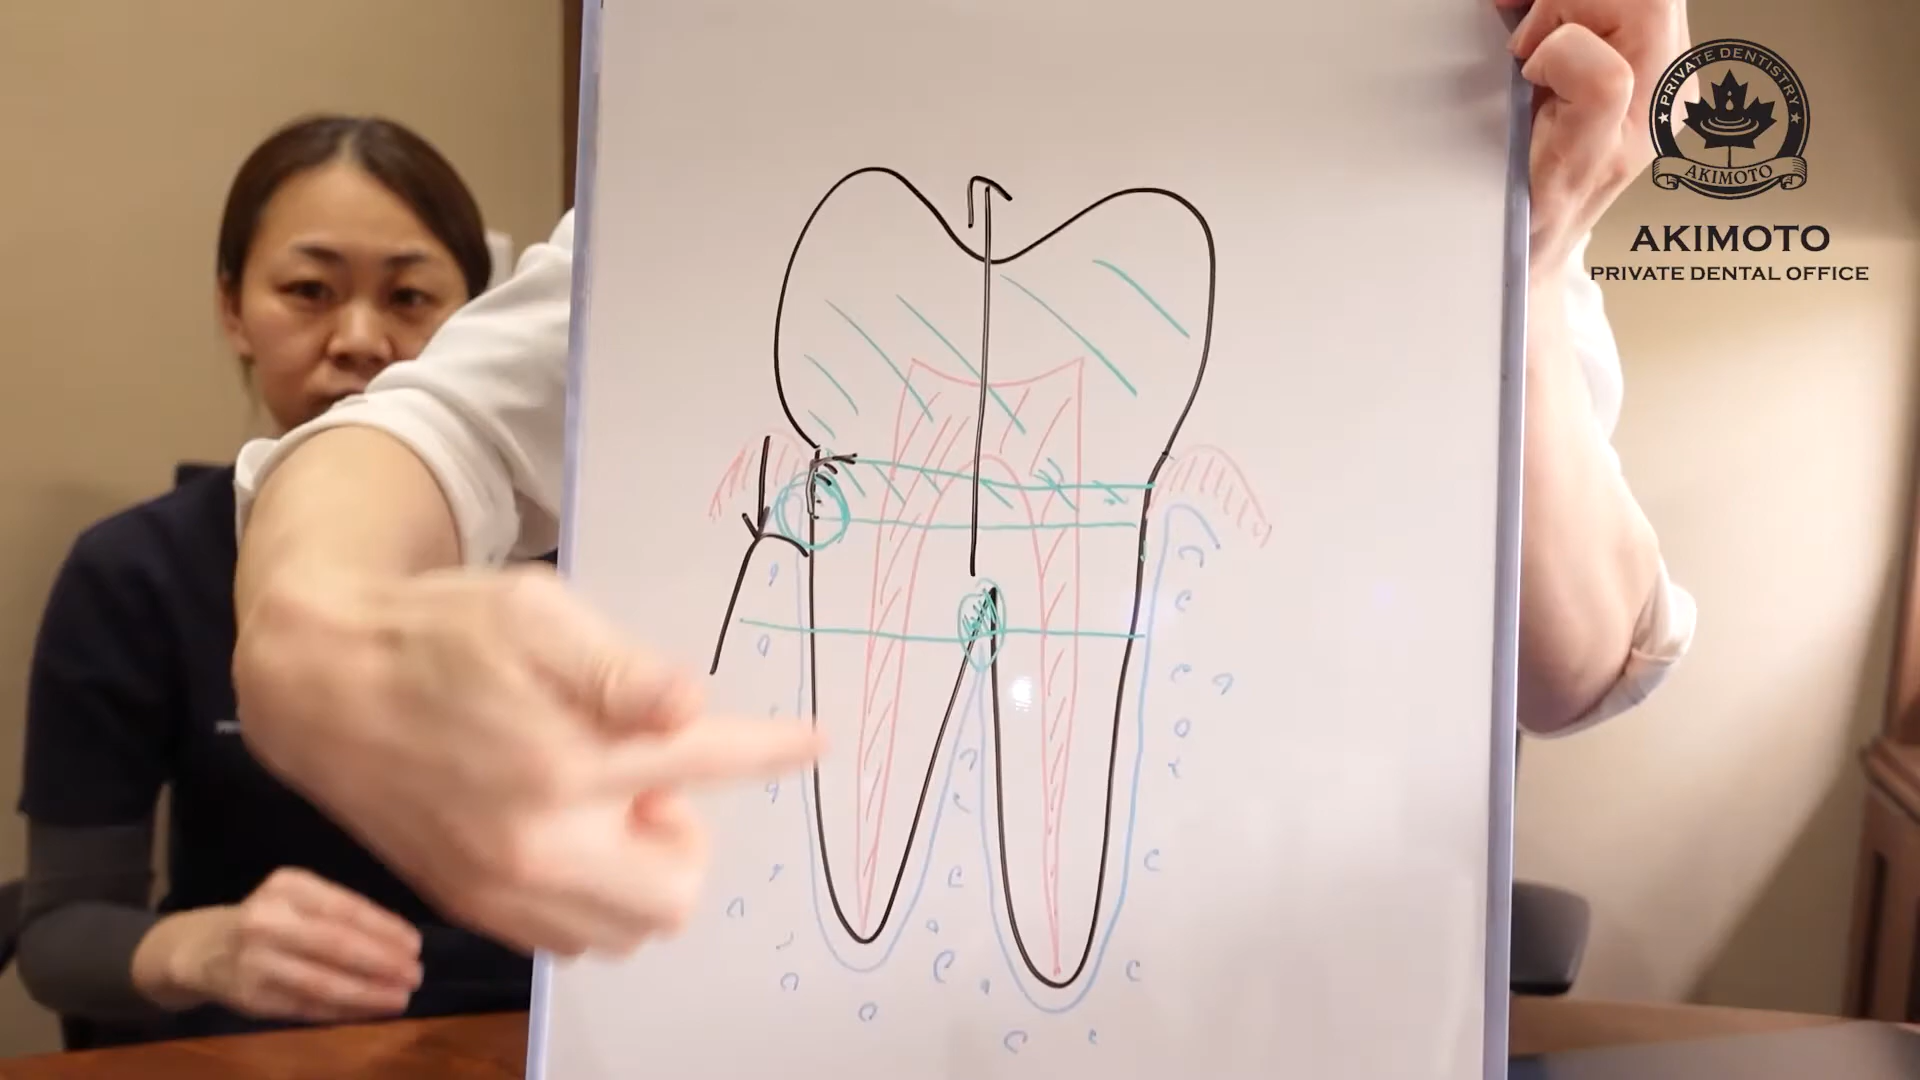 PRIVATE DENTISTRY
AKIMOTO
AKIMOTO
PRIVATE DENTAL OFFICE